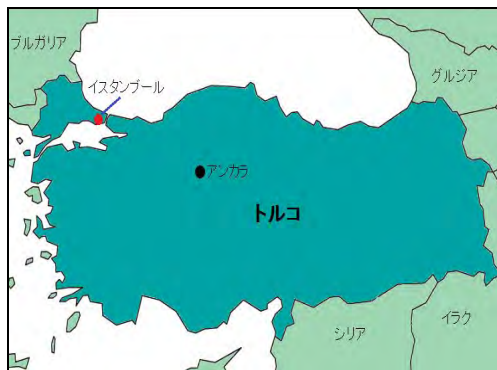 ブルガリア
グルジア
イスタンブール
アンカラ
トルコ
シリア
イラク